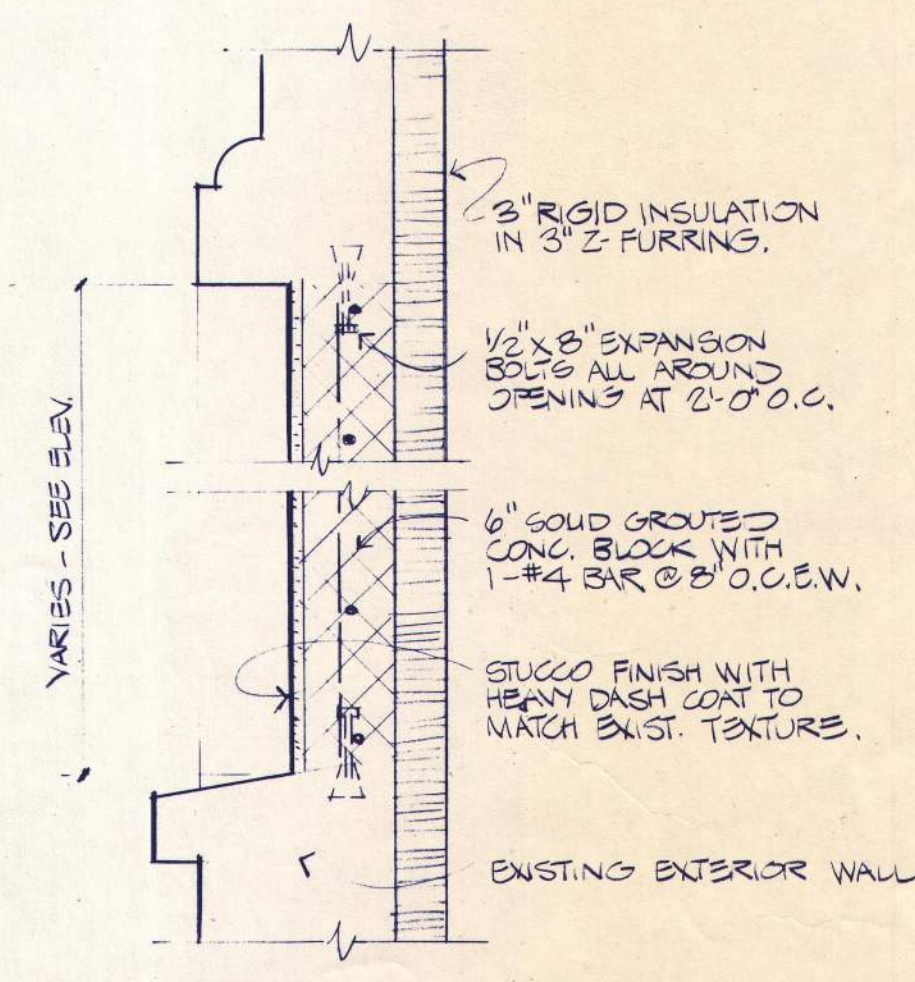 3" RIGID INSULATION
IN 3" Z-FURRING.
1/2" X 8" EXPANSION
BOLTS ALL AROUND
OPENING AT 2'-0" O.C.
VARIES - SEE ELEV.
6" SOLID GROUTED
CONC. BLOCK WITH
1-#4 BAR @ 8" O.C.E.W.
STUCCO FINISH WITH
HEAVY DASH COAT TO
MATCH EXIST. TEXTURE.
EXISTING EXTERIOR WALL